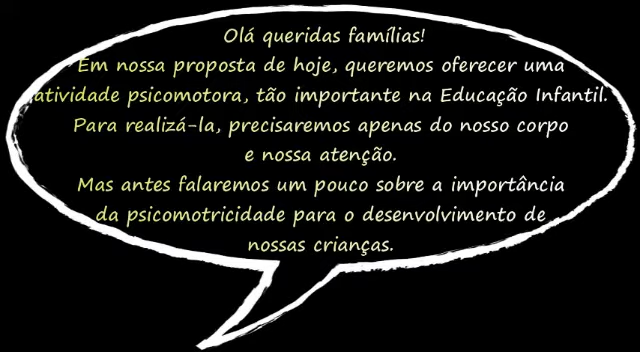 Olá queridas famílias!
Em nossa proposta de hoje, queremos oferecer uma
atividade psicomotora, tão importante na Educação Infantil.
Para realizá-la, precisaremos apenas do nosso corpo
e nossa atenção.
Mas antes falaremos um pouco sobre a importância
da psicomotricidade para o desenvolvimento de
nossas crianças.